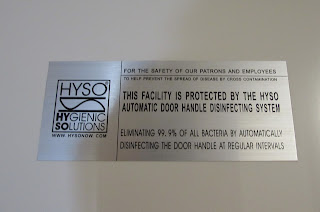 HYSO
HYGIENIC
SOLUTIONS
WWW.HYSONOW.COM
FOR THE SAFETY OF OUR PATRONS AND EMPLOYEES
TO HELP PREVENT THE SPREAD OF DISEASE BY CROSS CONTAMINATION
THIS FACILITY IS PROTECTED BY THE HYSO
AUTOMATIC DOOR HANDLE DISINFECTING SYSTEM
ELIMINATING 99.9% OF ALL BACTERIA BY AUTOMATICALLY
DISINFECTING THE DOOR HANDLE AT REGULAR INTERVALS